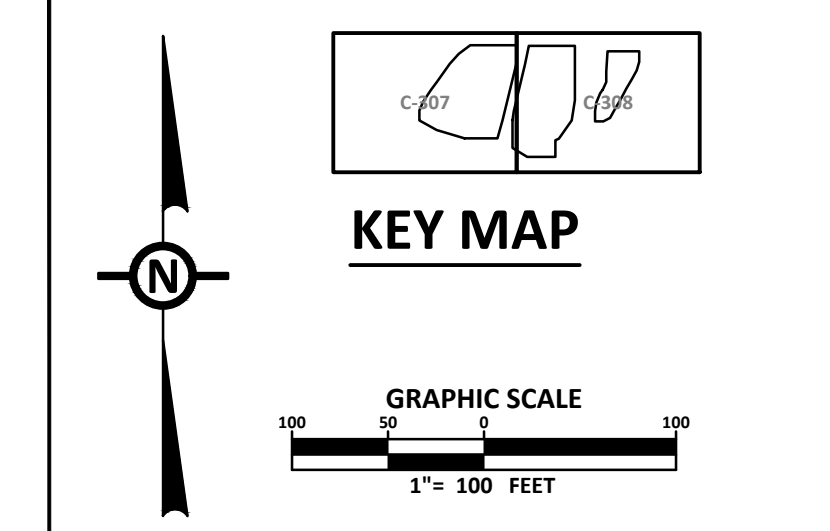 C-307 C-308
KEY MAP
N
GRAPHIC SCALE
100 50 0 100
1"= 100 FEET